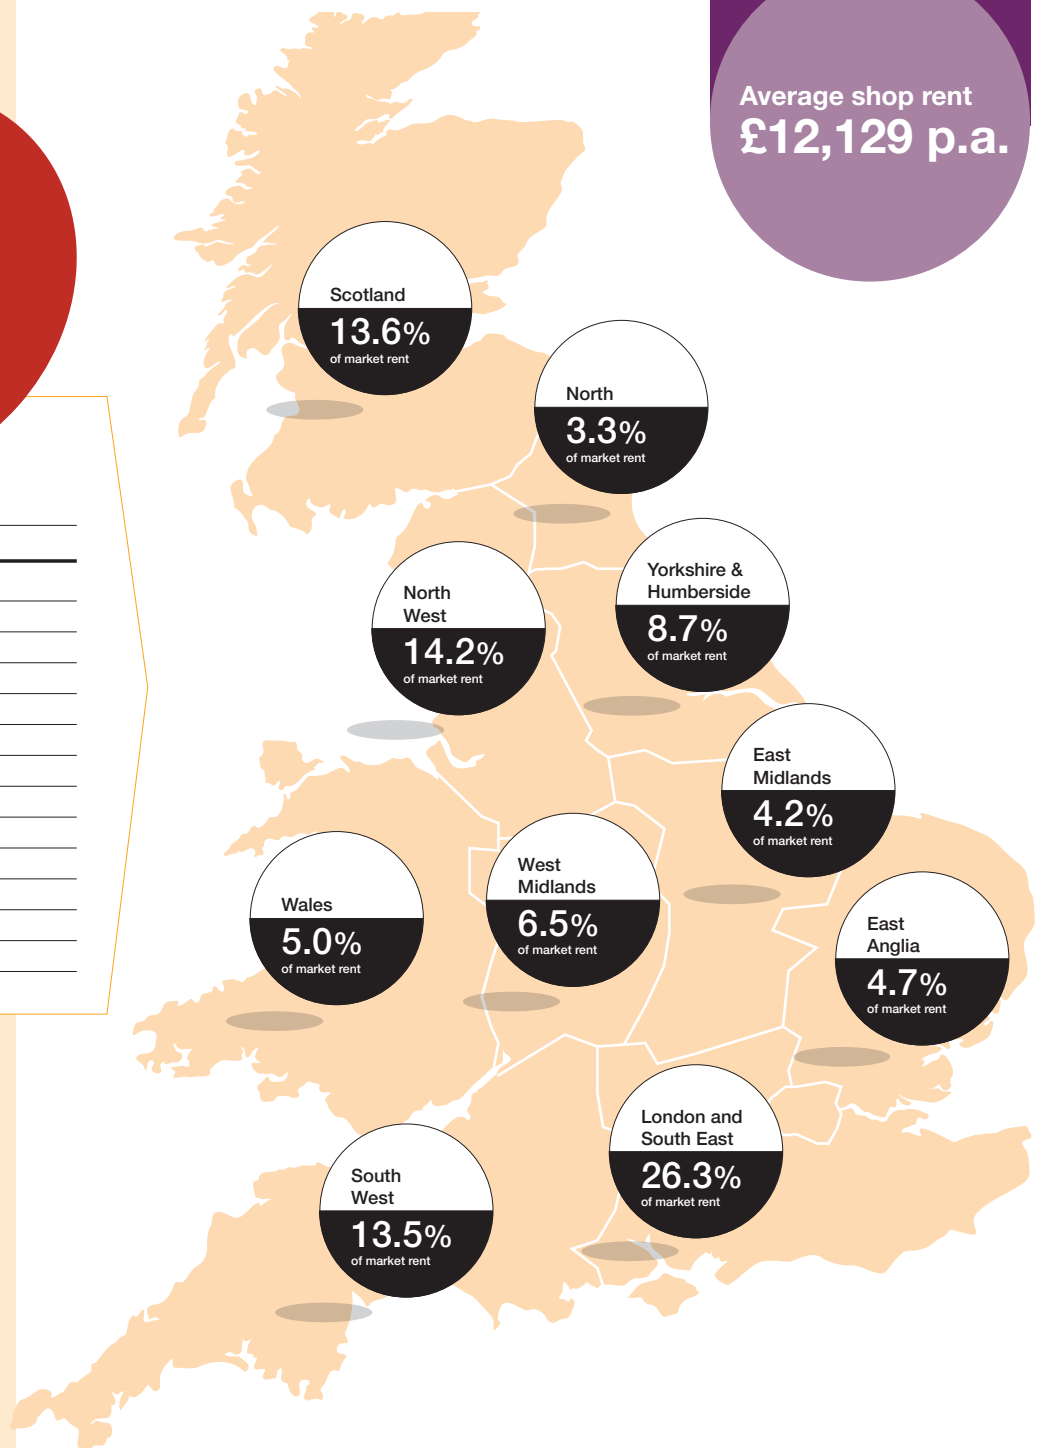 Average shop rent
£12,129 p.a.
Scotland
13.6%
of market rent
North
3.3%
of market rent
Yorkshire &
Humberside
8.7%
of market rent
North
West
14.2%
of market rent
East
Midlands
4.2%
of market rent
West
Midlands
6.5%
of market rent
Wales
5.0%
of market rent
East
Anglia
4.7%
of market rent
London and
South East
26.3%
of market rent
South
West
13.5%
of market rent